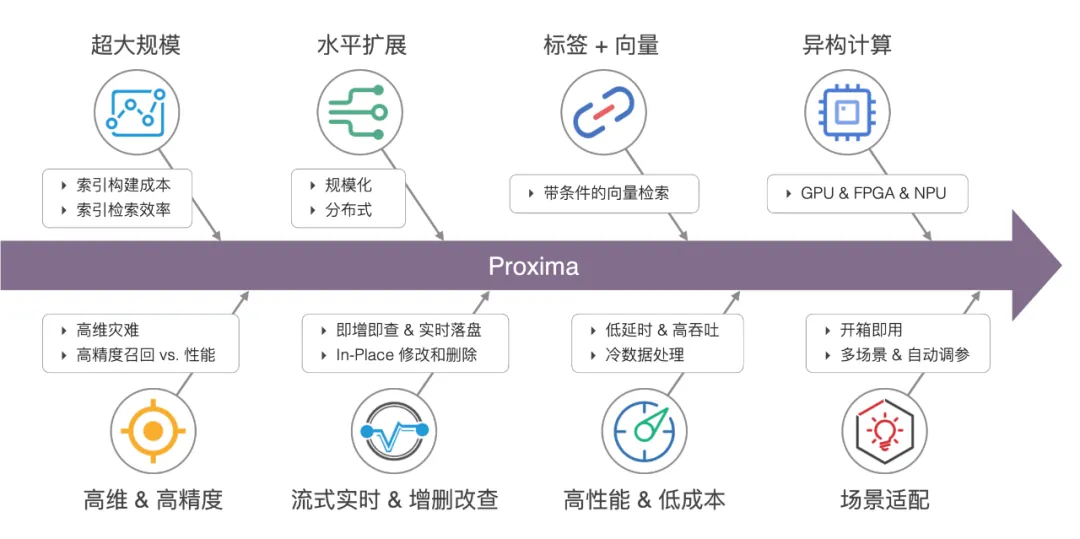 超大规模
索引构建成本
索引检索效率
水平扩展
规模化
分布式
标签 + 向量
带条件的向量检索
异构计算
GPU & FPGA & NPU
Proxima
高维灾难
高精度召回 vs. 性能
高维 & 高精度
即增即查 & 实时落盘
In-Place 修改和删除
流式实时 & 增删改查
低延时 & 高吞吐
冷数据处理
高性能 & 低成本
开箱即用
多场景 & 自动调参
场景适配